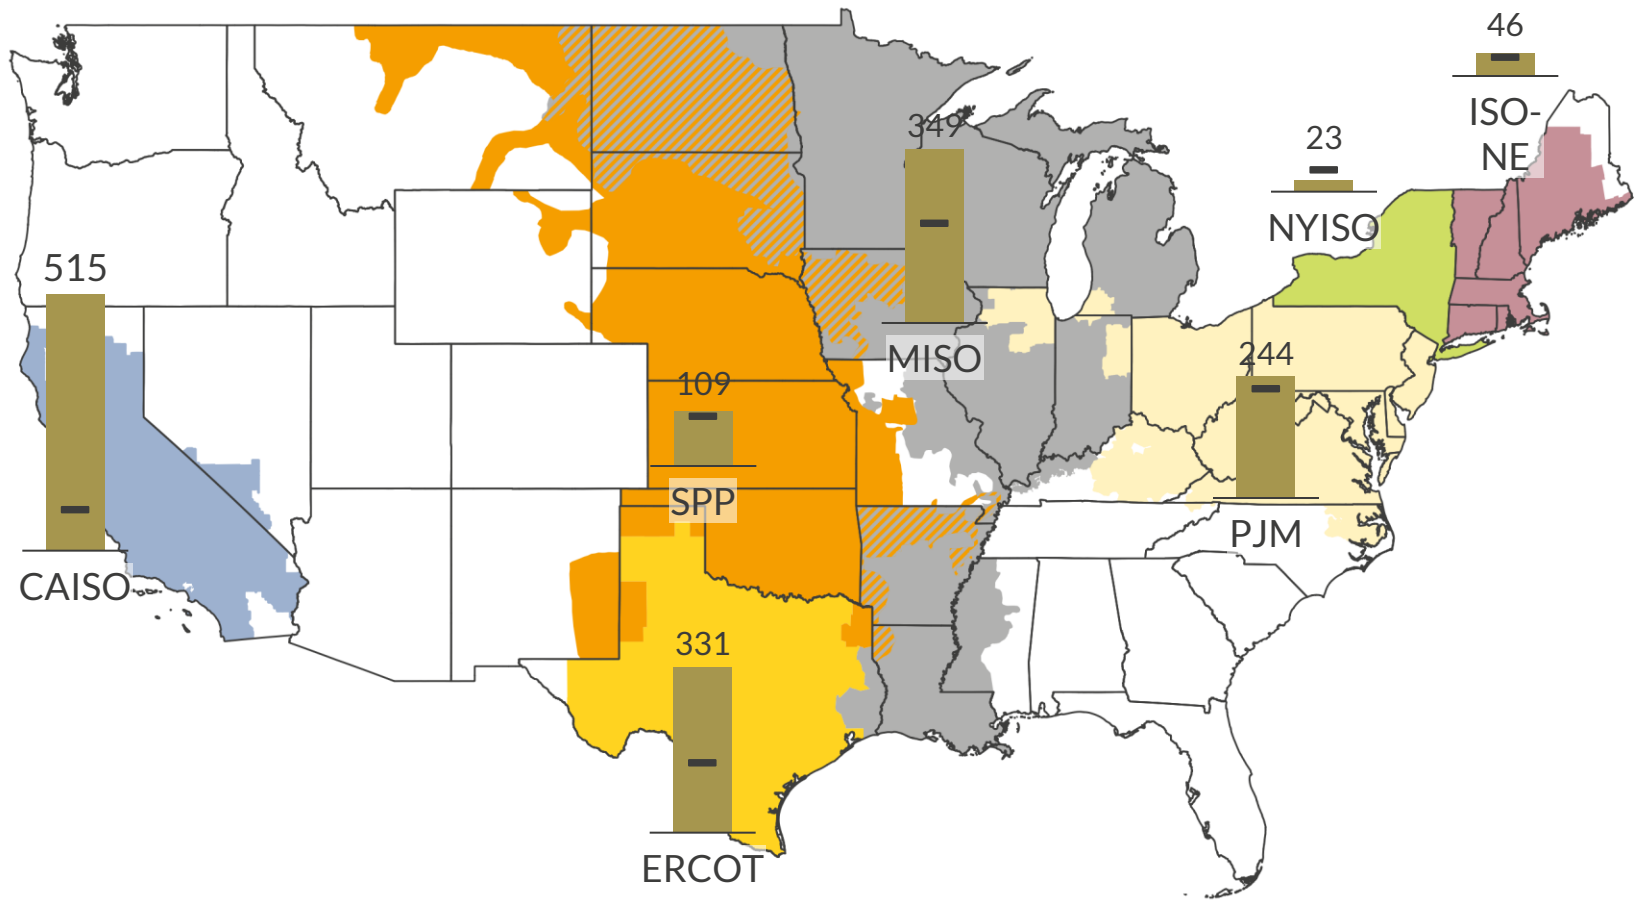 46
ISO-
NE
23
NYISO
349
MISO
515
CAISO
109
SPP
244
PJM
331
ERCOT